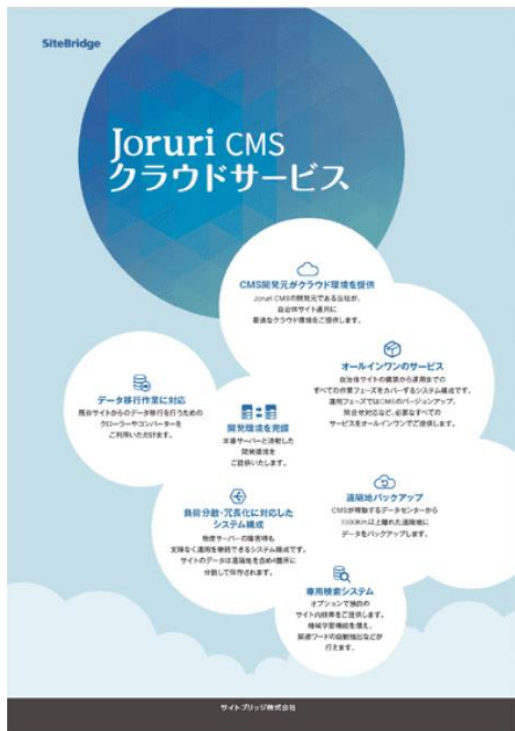 SiteBridge
Joruri CMS
クラウドサービス
CMS開発元がクラウド環境を提供
Joruri CMSの開発元である当社が、
自治体サイト運用に
最適なクラウド環境をご提供します。
オールインワンのサービス
自治体サイトの構築から運用までの
すべての作業フェーズをカバーするシステム構成です。
運用フェーズではCMSのバージョンアップ、
問合せ対応など、必要なすべての
サービスをオールインワンでご提供します。
データ移行作業に対応
既存サイトからのデータ移行を行うための
クローラーやコンバーターを
ご利用いただけます。
開発環境を完備
本番サーバーと連動した
開発環境を
ご提供いたします。
遠隔地バックアップ
CMSが稼働するデータセンターから
1000Km以上離れた遠隔地に
データをバックアップします。
負荷分散・冗長化に対応した
システム構成
物理サーバーの障害時も
支障なく運用を継続できるシステム構成です。
サイトのデータは遠隔地を含め4箇所に
分散して保存されます。
専用検索システム
オプションで独自の
サイト内検索をご提供します。
機械学習機能を備え、
関連ワードの自動抽出などが
行えます。
サイトブリッジ株式会社